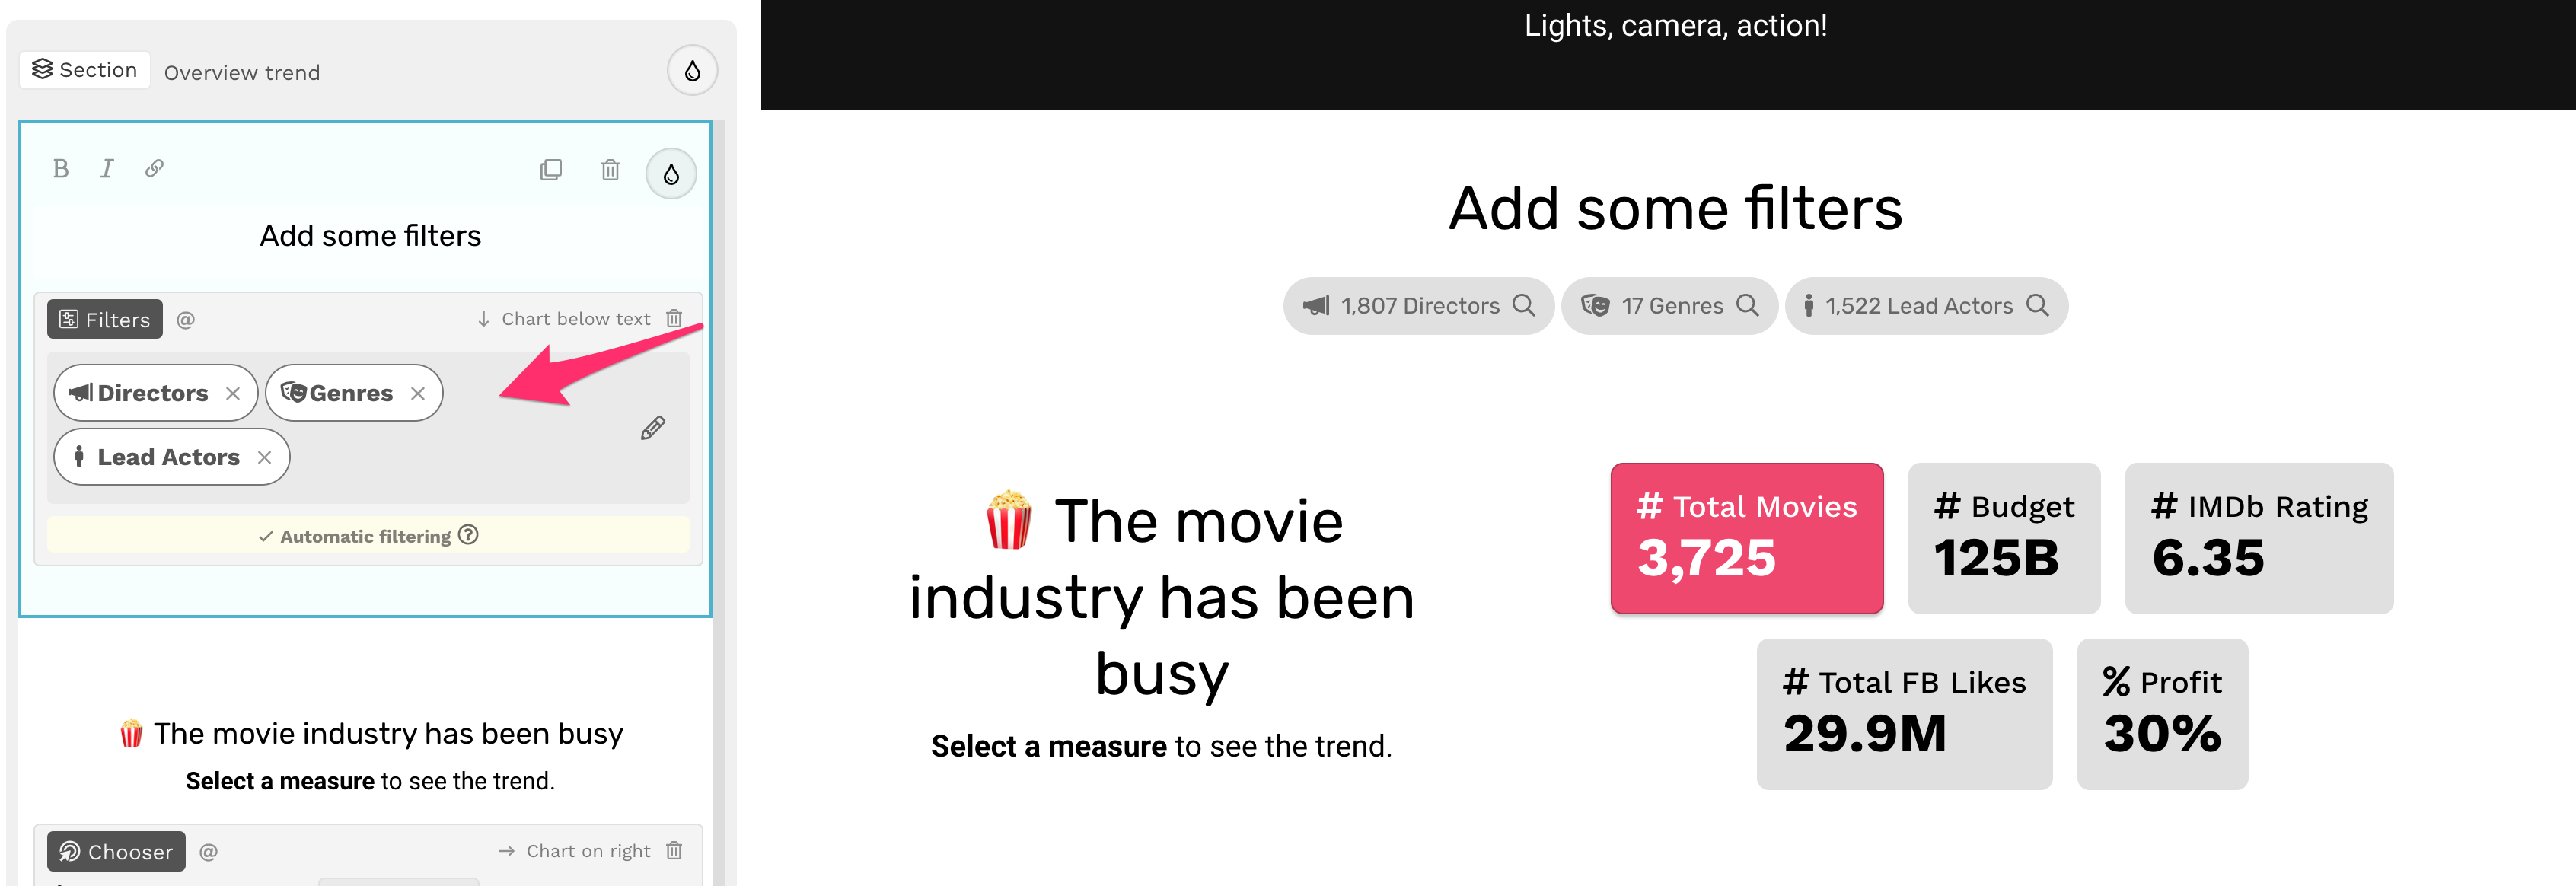 Section Overview trend
B I
Add some filters
Filters @ ↓ Chart below text
Directors × Genres ×
Lead Actors ×
✓ Automatic filtering ?
The movie industry has been busy
Select a measure to see the trend.
Chooser @ → Chart on right
Lights, camera, action!
Add some filters
1,807 Directors 17 Genres 1,522 Lead Actors
The movie
industry has been
busy
Select a measure to see the trend.
# Total Movies
3,725
# Budget
125B
# IMDb Rating
6.35
# Total FB Likes
29.9M
% Profit
30%